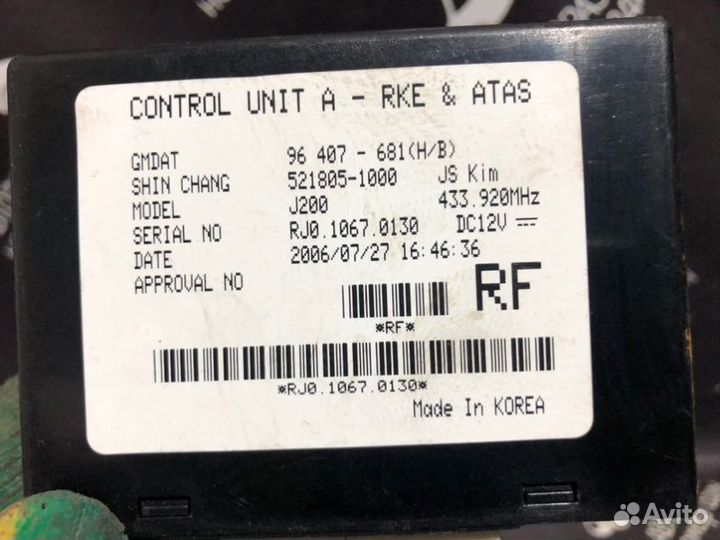 CONTROL UNIT A - RKE & ATAS
GMDAT 96 407 - 681(H/B)
SHIN CHANG 521805-1000 JS Kim
MODEL J200 433.920MHz
SERIAL NO RJ0.1067.0130 DC12V
DATE 2006/07/27 16:46:36
APPROVAL NO
RF
*RF*
*RJ0.1067.0130*
Made In KOREA
Avito